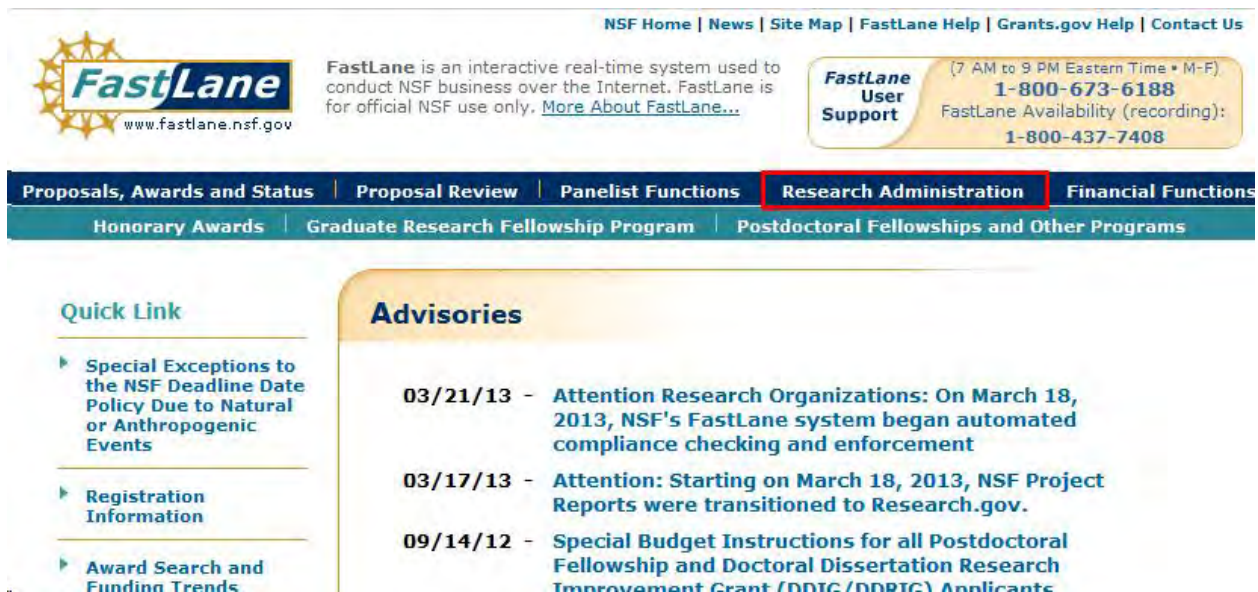 NSF Home | News | Site Map | FastLane Help | Grants.gov Help | Contact Us
FastLane
www.fastlane.nsf.gov
FastLane is an interactive real-time system used to
conduct NSF business over the Internet. FastLane is
for official NSF use only. More About FastLane...
FastLane
User
Support
(7 AM to 9 PM Eastern Time • M-F)
1-800-673-6188
FastLane Availability (recording):
1-800-437-7408
Proposals, Awards and Status | Proposal Review | Panelist Functions Research Administration Financial Functions
Honorary Awards | Graduate Research Fellowship Program | Postdoctoral Fellowships and Other Programs
Quick Link
Special Exceptions to
the NSF Deadline Date
Policy Due to Natural
or Anthropogenic
Events
Registration
Information
Award Search and
Funding Trends
Advisories
03/21/13 - Attention Research Organizations: On March 18,
2013, NSF's FastLane system began automated
compliance checking and enforcement
03/17/13 - Attention: Starting on March 18, 2013, NSF Project
Reports were transitioned to Research.gov.
09/14/12 - Special Budget Instructions for all Postdoctoral
Fellowship and Doctoral Dissertation Research
Improvement Grant (DDIG/DDRIG) Applicants